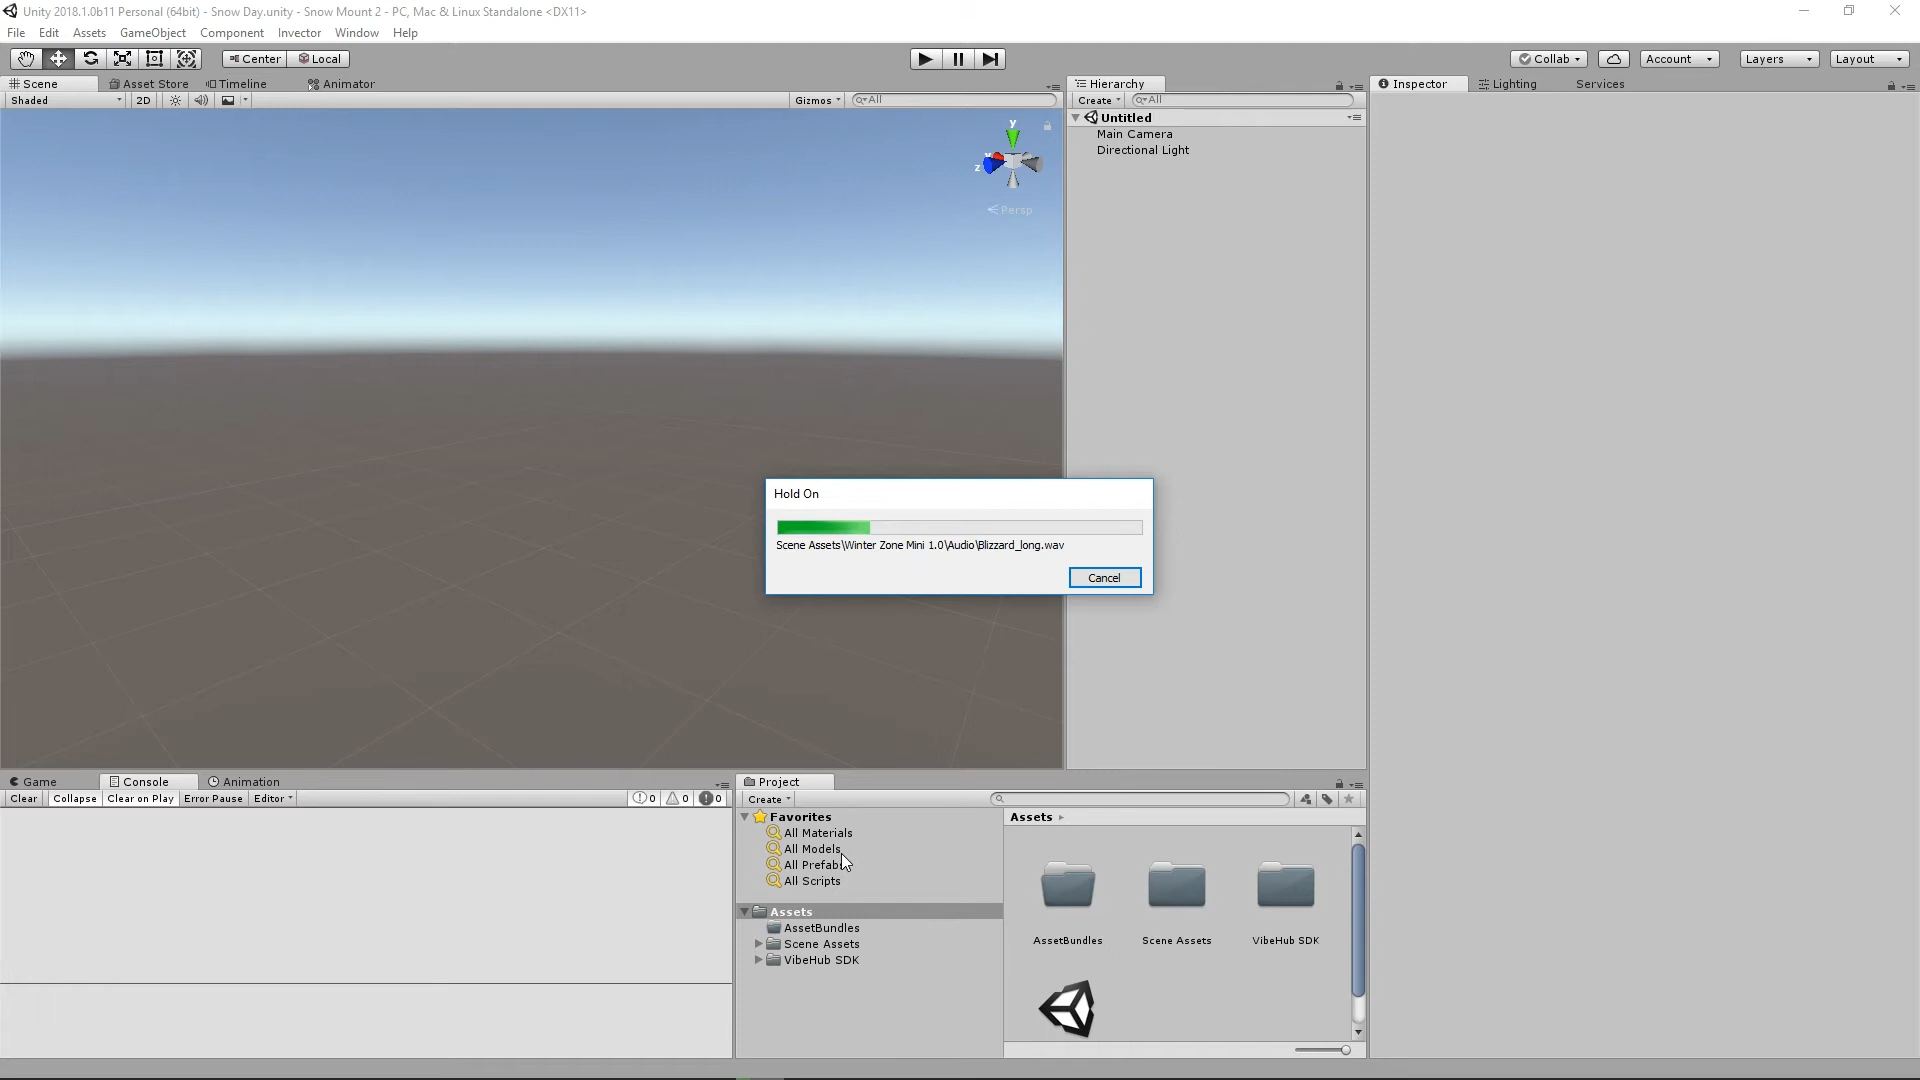 Unity 2018.1.0b11 Personal (64bit) - Snow Day.unity - Snow Mount 2 - PC, Mac & Linux Standalone <DX11>
File Edit Assets GameObject Component Invector Window Help
Center Local Collab Account Layers Layout
Scene Asset Store Timeline Animator
Shaded 2D Gizmos All
y
z
Persp
Hierarchy
Create All
Untitled
Main Camera
Directional Light
Inspector Lighting Services
Hold On
Scene Assets\Winter Zone Mini 1.0\Audio\Blizzard_long.wav
Cancel
Game Console Animation
Clear Collapse Clear on Play Error Pause Editor 0 0 0
Project
Create
Favorites
All Materials
All Models
All Prefab
All Scripts
Assets
AssetBundles
Scene Assets
VibeHub SDK
Assets
AssetBundles Scene Assets VibeHub SDK